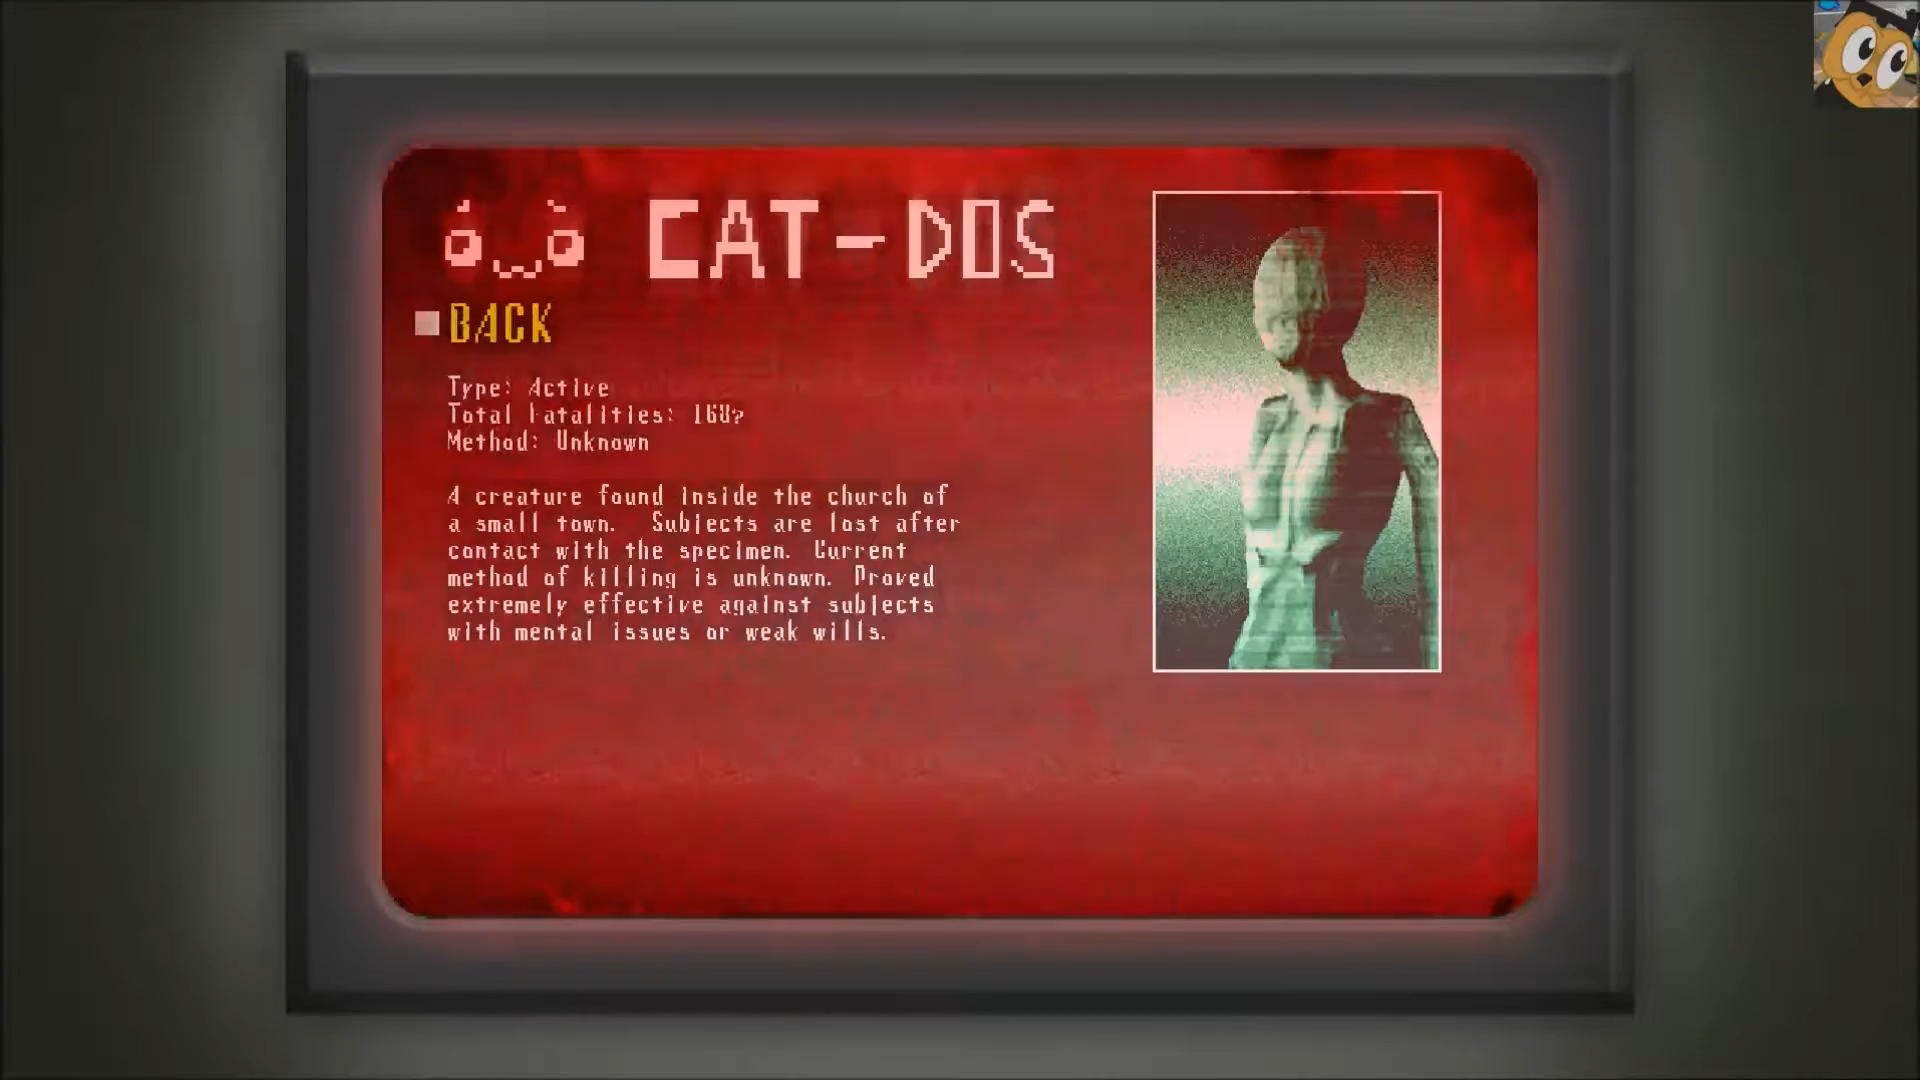 CAT-DOS
BACK
Type: Active
Total Fatalities: 168?
Method: Unknown
A creature found inside the church of
a small town. Subjects are lost after
contact with the specimen. Current
method of killing is unknown. Proved
extremely effective against subjects
with mental issues or weak wills.